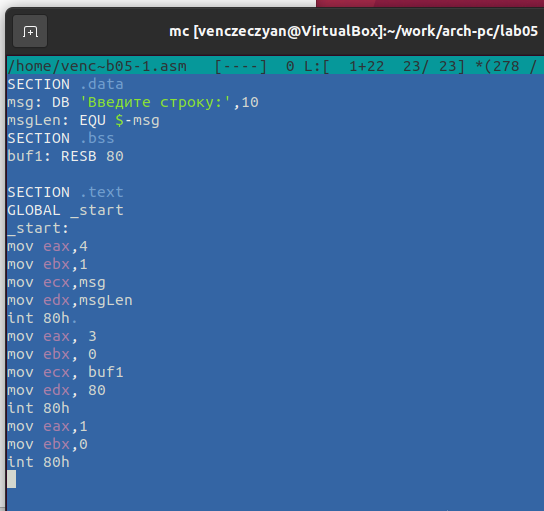 mc [venczeczyan@VirtualBox]:~/work/arch-pc/lab05
/home/venc~b05-1.asm   [----]  0 L:[  1+22  23/ 23] *(278 /
SECTION .data
msg: DB 'Введите строку:',10
msgLen: EQU $-msg
SECTION .bss
buf1: RESB 80

SECTION .text
GLOBAL _start
_start:
mov eax,4
mov ebx,1
mov ecx,msg
mov edx,msgLen
int 80h.
mov eax, 3
mov ebx, 0
mov ecx, buf1
mov edx, 80
int 80h
mov eax,1
mov ebx,0
int 80h